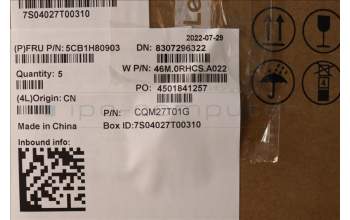 7S04027T00310
2022-07-29
(P)FRU P/N: 5CB1H80903 DN: 8307296322
Quantity: 5 W P/N: 46M.0RHCS.A022
PO: 4501841257
(4L)Origin: CN
P/N: CQM27T01G
Made in China Box ID:7S04027T00310
Inbound info: